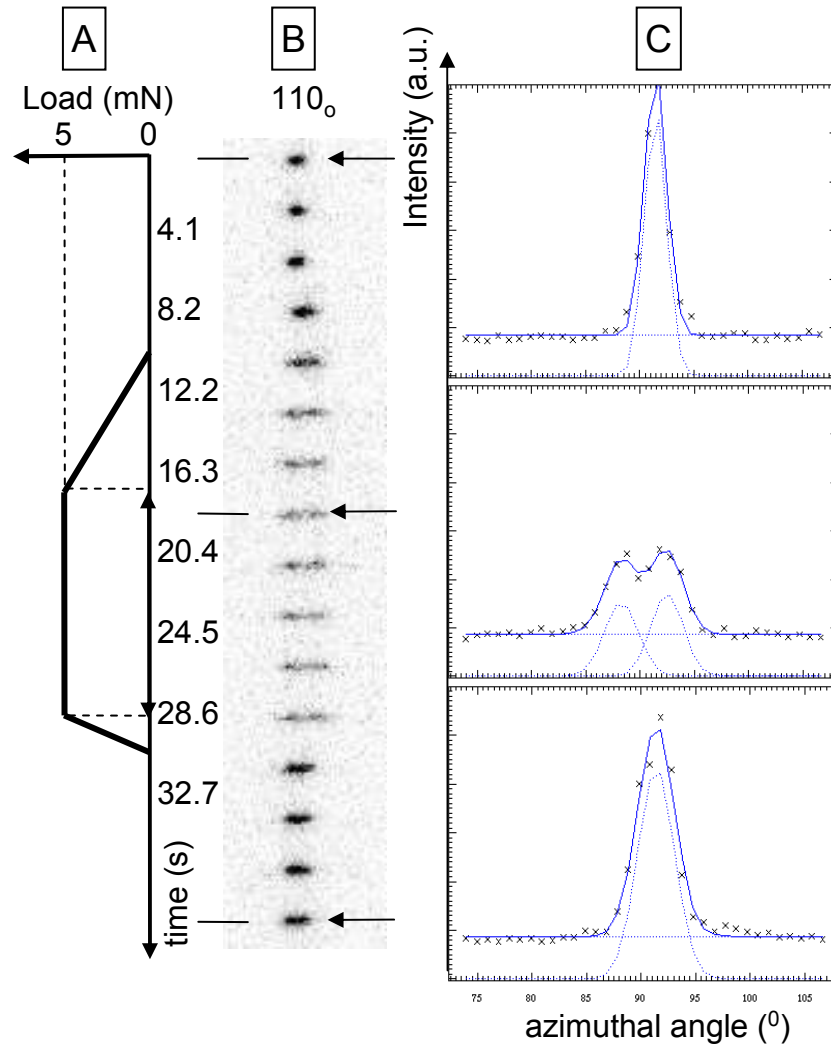 A
B
C
Load (mN)
5 0
110o
4.1
8.2
12.2
16.3
20.4
24.5
28.6
32.7
time (s)
Intensity (a.u.)
75 80 85 90 95 100 105
azimuthal angle (⁰)